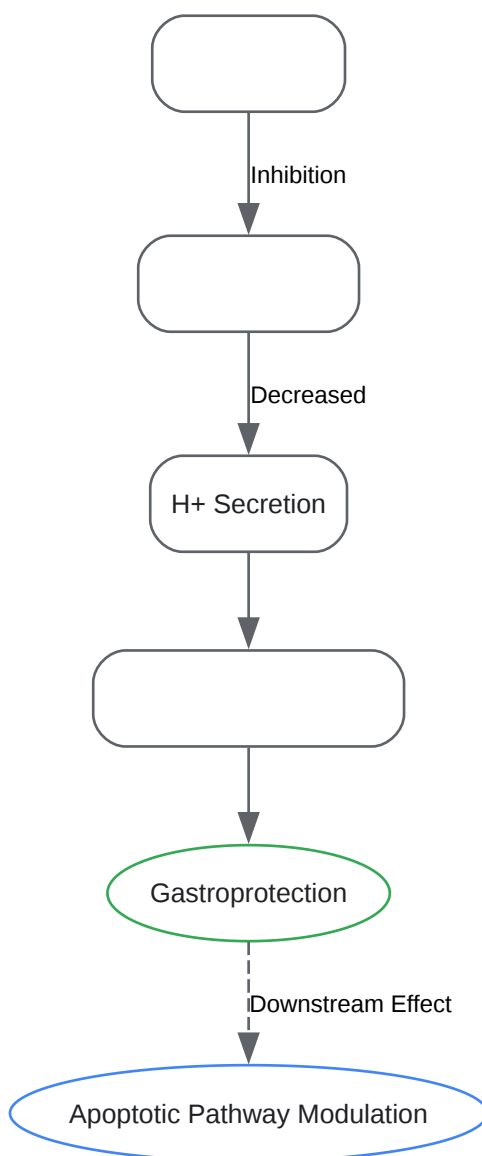 Inhibition
Decreased
H+ Secretion
Gastroprotection
Downstream Effect
Apoptotic Pathway Modulation